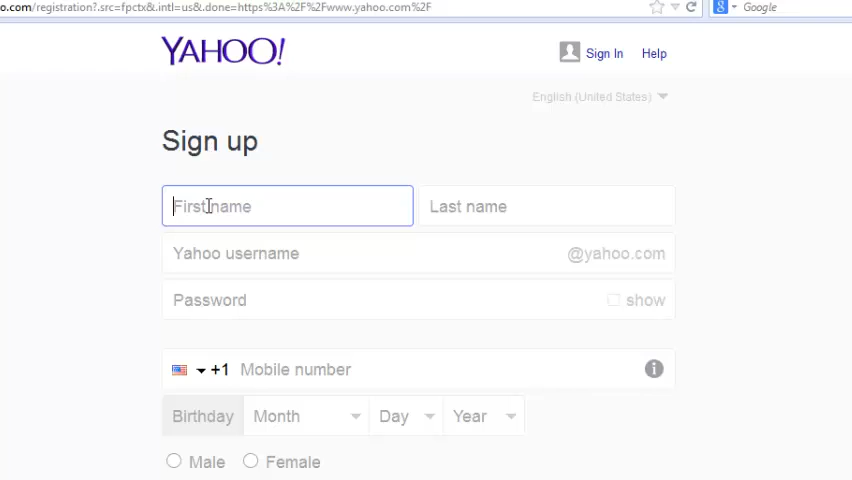 o.com/registration?.src=fpctx&.intl=us&.done=https%3A%2F%2Fwww.yahoo.com%2F
Google
YAHOO!
Sign In
Help
English (United States)
Sign up
First name
Last name
Yahoo username
@yahoo.com
Password
show
+1 Mobile number
Birthday Month Day Year
Male Female